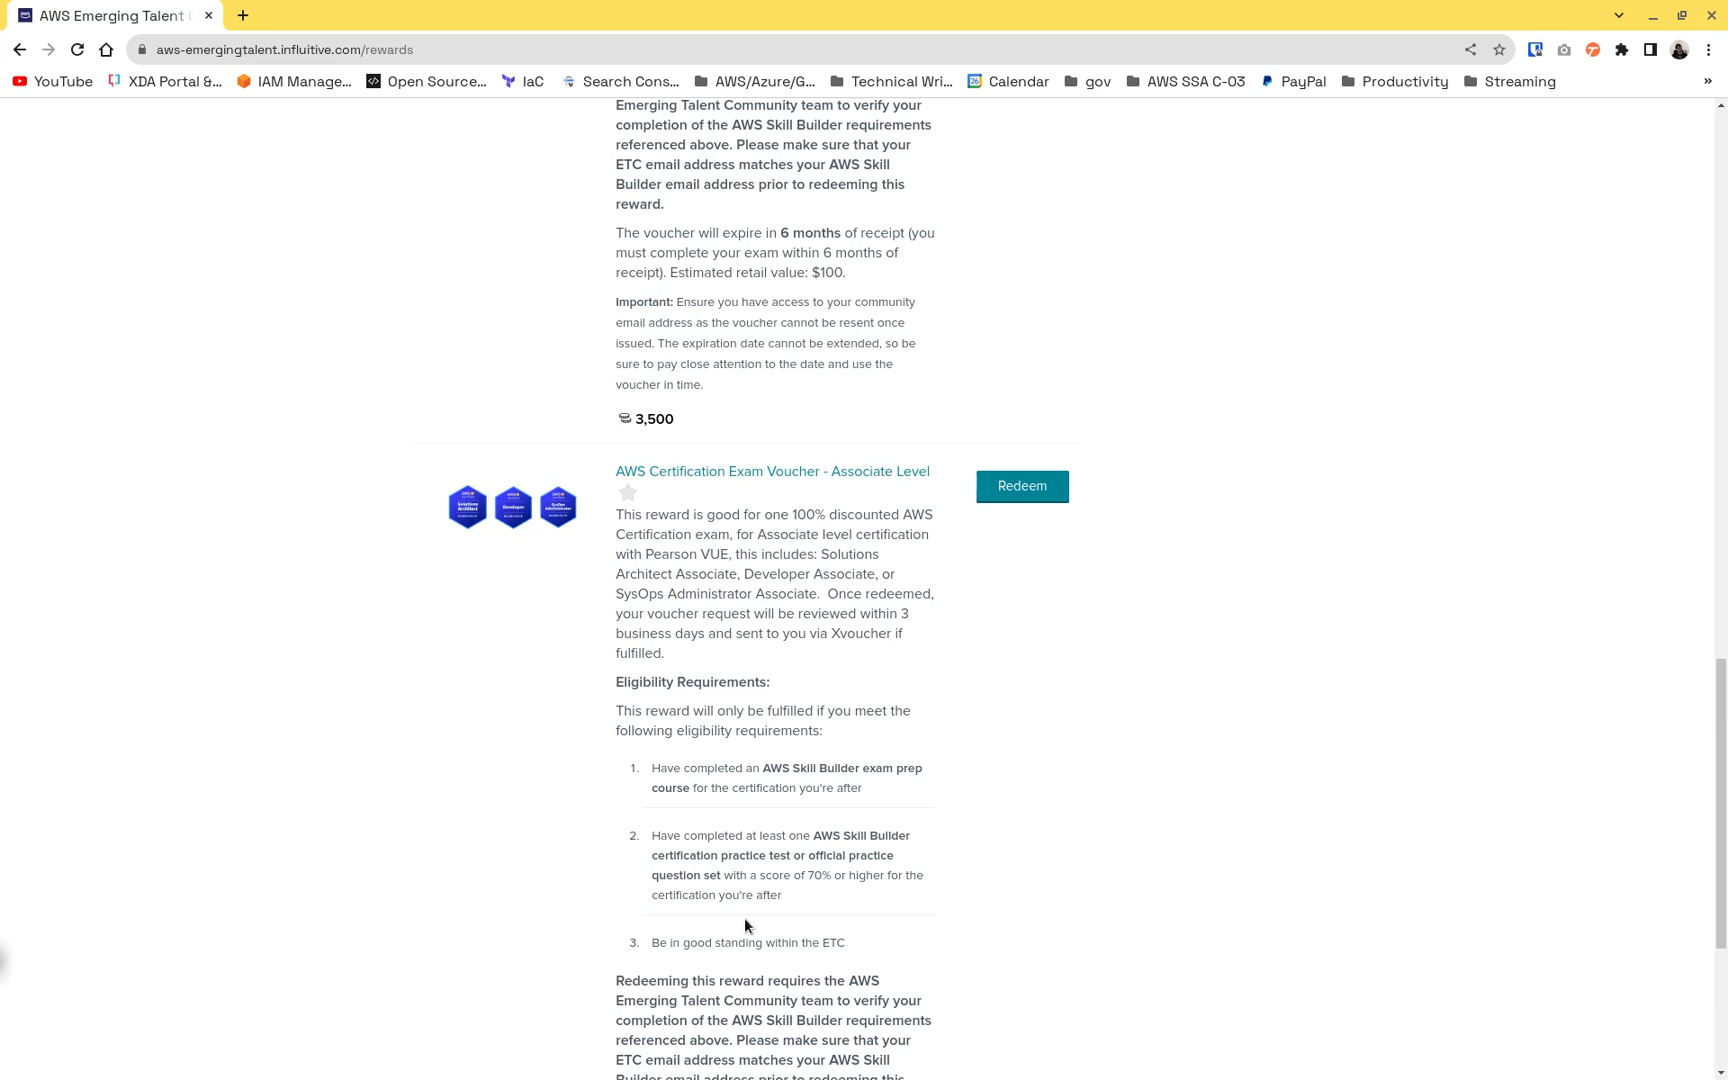 AWS Emerging Talent
aws-emergingtalent.influitive.com/rewards
YouTube
XDA Portal &...
IAM Manage...
Open Source...
IaC
Search Cons...
AWS/Azure/G...
Technical Wri...
Calendar
gov
AWS SSA C-03
PayPal
Productivity
Streaming
»
Emerging Talent Community team to verify your
completion of the AWS Skill Builder requirements
referenced above. Please make sure that your
ETC email address matches your AWS Skill
Builder email address prior to redeeming this
reward.
The voucher will expire in 6 months of receipt (you
must complete your exam within 6 months of
receipt). Estimated retail value: $100.
Important: Ensure you have access to your community
email address as the voucher cannot be resent once
issued. The expiration date cannot be extended, so be
sure to pay close attention to the date and use the
voucher in time.
3,500
Solutions
Architect
Developer
SysOps
Administrator
AWS Certification Exam Voucher - Associate Level
Redeem
This reward is good for one 100% discounted AWS
Certification exam, for Associate level certification
with Pearson VUE, this includes: Solutions
Architect Associate, Developer Associate, or
SysOps Administrator Associate.  Once redeemed,
your voucher request will be reviewed within 3
business days and sent to you via Xvoucher if
fulfilled.
Eligibility Requirements:
This reward will only be fulfilled if you meet the
following eligibility requirements:
1. Have completed an AWS Skill Builder exam prep
course for the certification you're after
2. Have completed at least one AWS Skill Builder
certification practice test or official practice
question set with a score of 70% or higher for the
certification you're after
3. Be in good standing within the ETC
Redeeming this reward requires the AWS
Emerging Talent Community team to verify your
completion of the AWS Skill Builder requirements
referenced above. Please make sure that your
ETC email address matches your AWS Skill
Builder email address prior to redeeming this